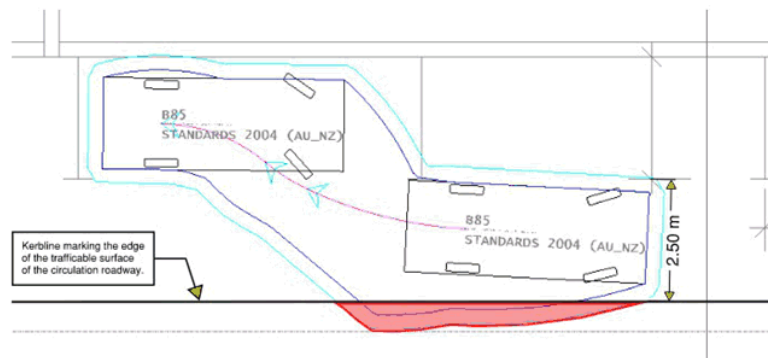 B85
STANDARDS 2004 (AU_NZ)
B85
STANDARDS 2004 (AU_NZ)
2.50 m
Kerbline marking the edge
of the trafficable surface
of the circulation roadway.